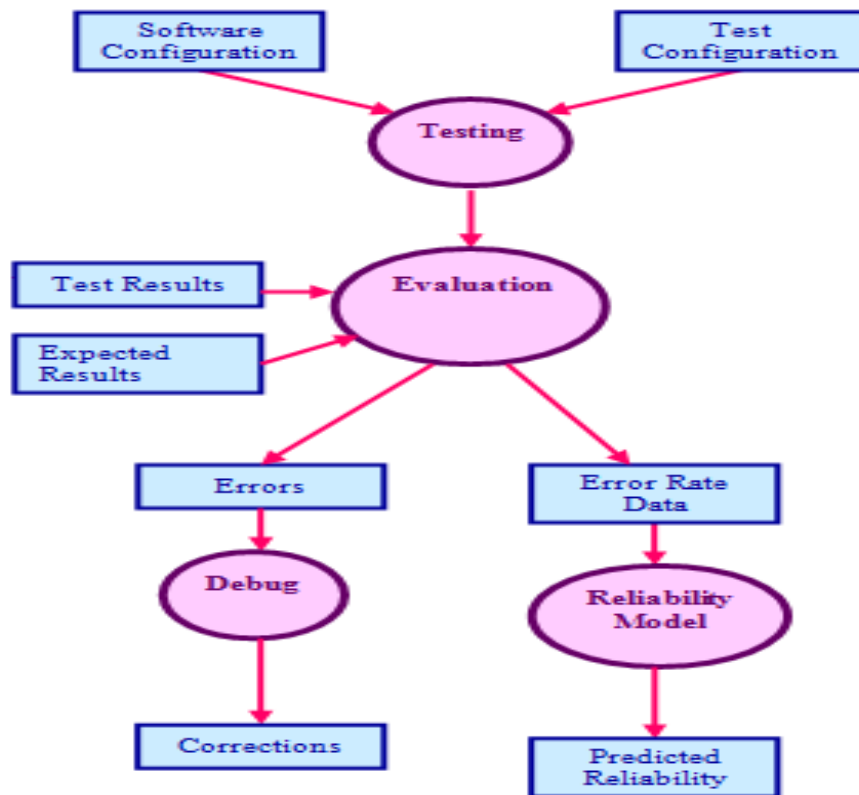 Software
Configuration
Test
Configuration
Testing
Evaluation
Test Results
Expected
Results
Errors
Error Rate
Data
Debug
Reliability
Model
Corrections
Predicted
Reliability